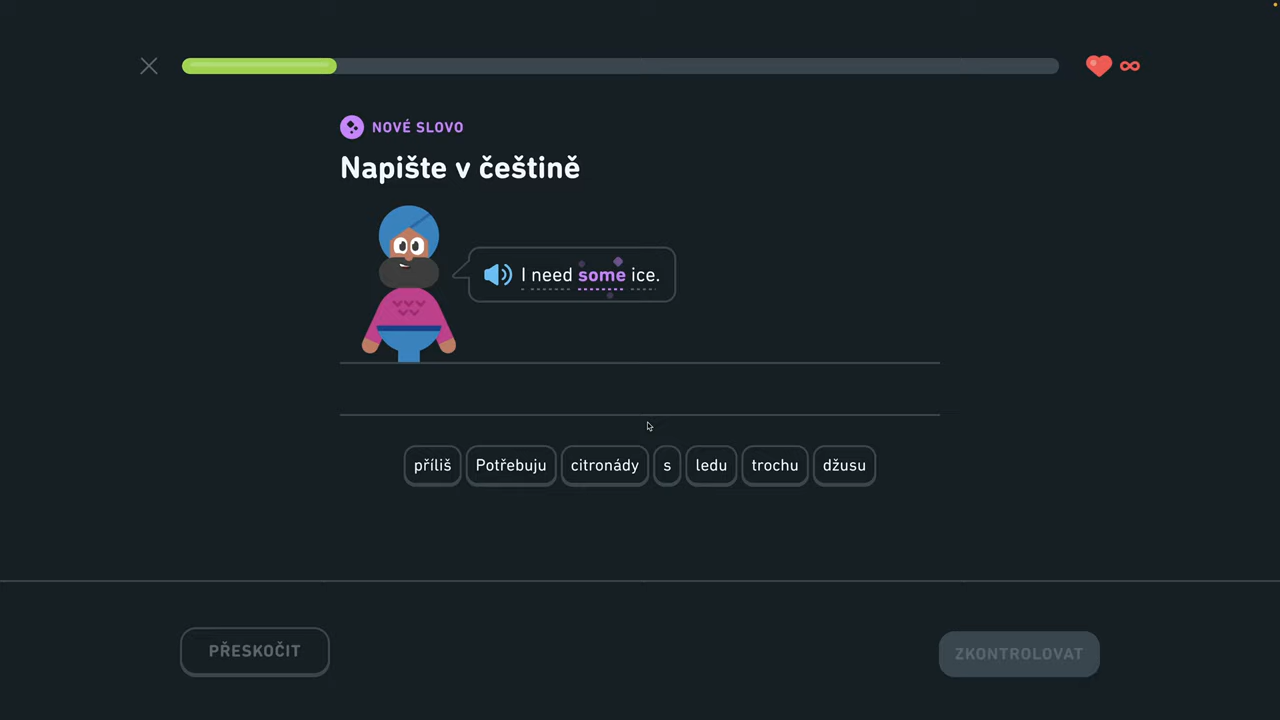 ∞
NOVÉ SLOVO
Napište v češtině
I need some ice.
příliš Potřebuju citronády s ledu trochu džusu
PŘESKOČIT ZKONTROLOVAT